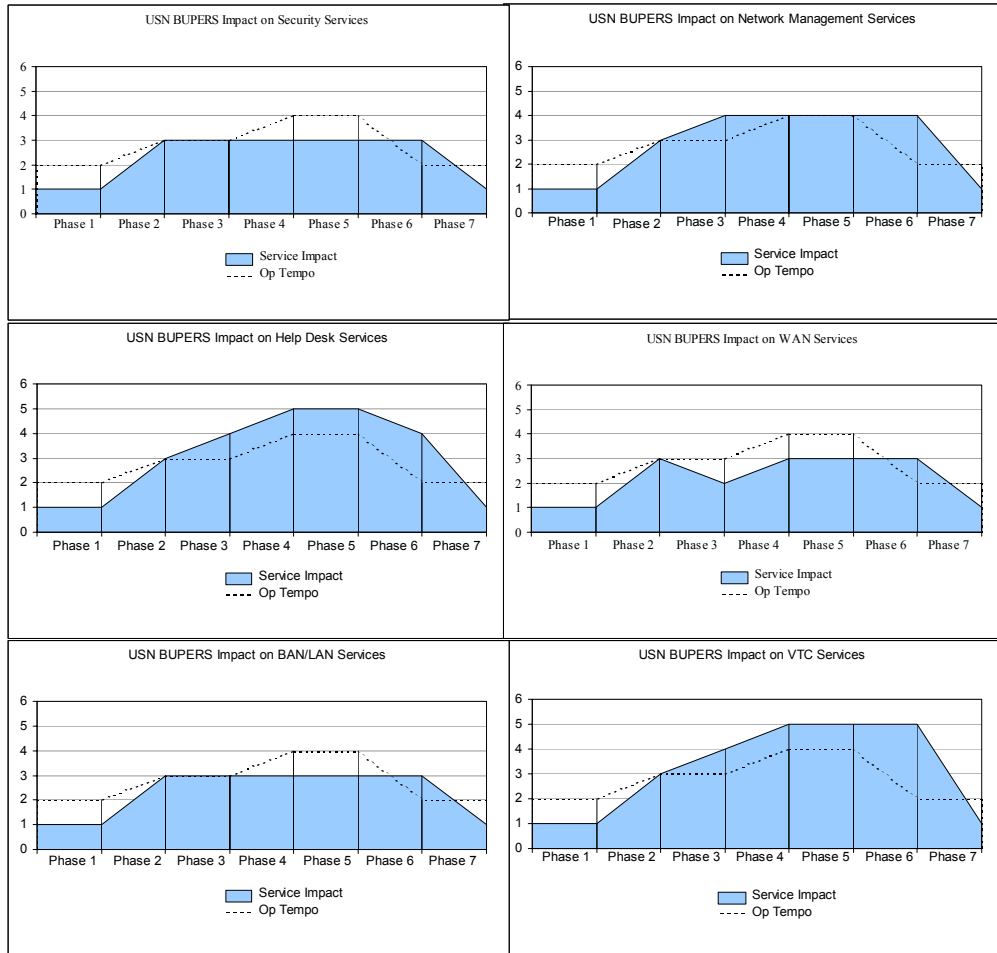 USN BUPERS Impact on Security Services
6
5
4
3
2
1
0
Phase 1 Phase 2 Phase 3 Phase 4 Phase 5 Phase 6 Phase 7
Service Impact
Op Tempo
USN BUPERS Impact on Network Management Services
6
5
4
3
2
1
0
Phase 1 Phase 2 Phase 3 Phase 4 Phase 5 Phase 6 Phase 7
Service Impact
Op Tempo
USN BUPERS Impact on Help Desk Services
6
5
4
3
2
1
0
Phase 1 Phase 2 Phase 3 Phase 4 Phase 5 Phase 6 Phase 7
Service Impact
Op Tempo
USN BUPERS Impact on WAN Services
6
5
4
3
2
1
0
Phase 1 Phase 2 Phase 3 Phase 4 Phase 5 Phase 6 Phase 7
Service Impact
Op Tempo
USN BUPERS Impact on BAN/LAN Services
6
5
4
3
2
1
0
Phase 1 Phase 2 Phase 3 Phase 4 Phase 5 Phase 6 Phase 7
Service Impact
Op Tempo
USN BUPERS Impact on VTC Services
6
5
4
3
2
1
0
Phase 1 Phase 2 Phase 3 Phase 4 Phase 5 Phase 6 Phase 7
Service Impact
Op Tempo